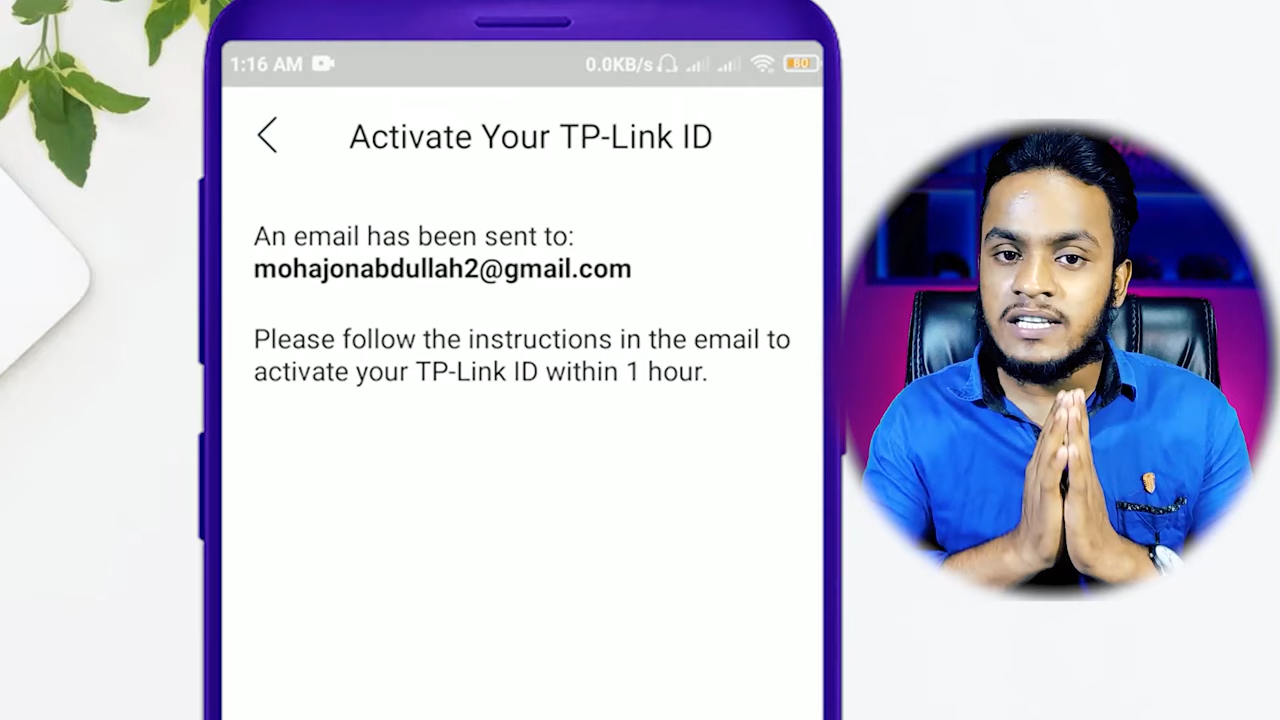 1:16 AM 0.0KB/s 80
Activate Your TP-Link ID
An email has been sent to:
mohajonabdullah2@gmail.com
Please follow the instructions in the email to
activate your TP-Link ID within 1 hour.